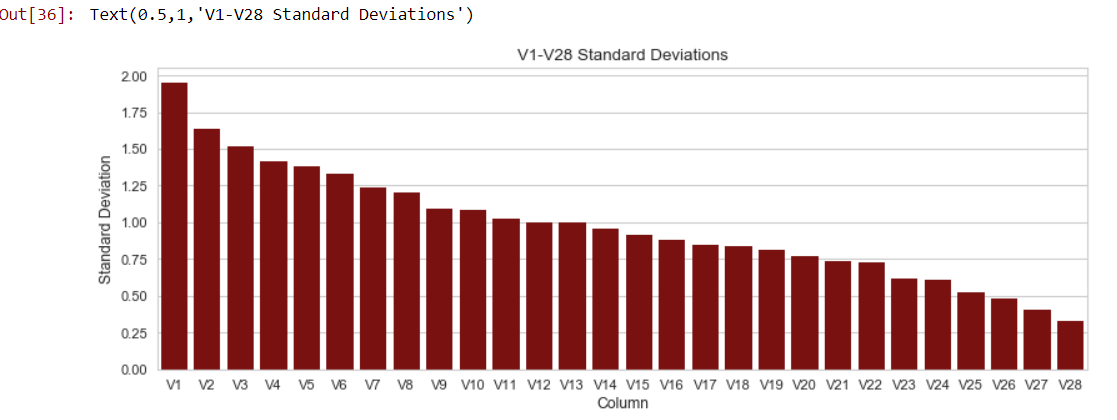 Out[36]: Text(0.5,1,'V1-V28 Standard Deviations')
V1-V28 Standard Deviations
2.00
1.75
1.50
1.25
1.00
0.75
0.50
0.25
0.00
Standard Deviation
V1 V2 V3 V4 V5 V6 V7 V8 V9 V10 V11 V12 V13 V14 V15 V16 V17 V18 V19 V20 V21 V22 V23 V24 V25 V26 V27 V28
Column